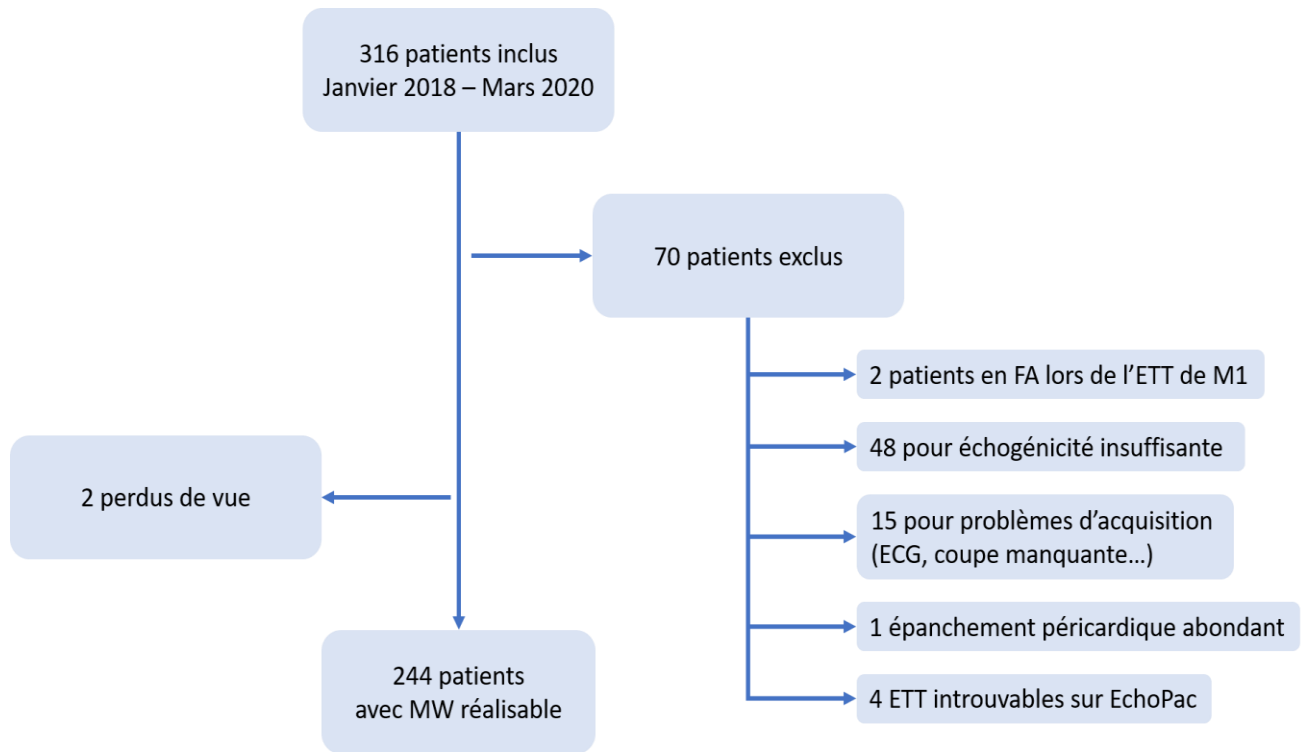 316 patients inclus
Janvier 2018 – Mars 2020
70 patients exclus
2 patients en FA lors de l’ETT de M1
48 pour échogénicité insuffisante
2 perdus de vue
15 pour problèmes d’acquisition
(ECG, coupe manquante…)
1 épanchement péricardique abondant
244 patients
avec MW réalisable
4 ETT introuvables sur EchoPac